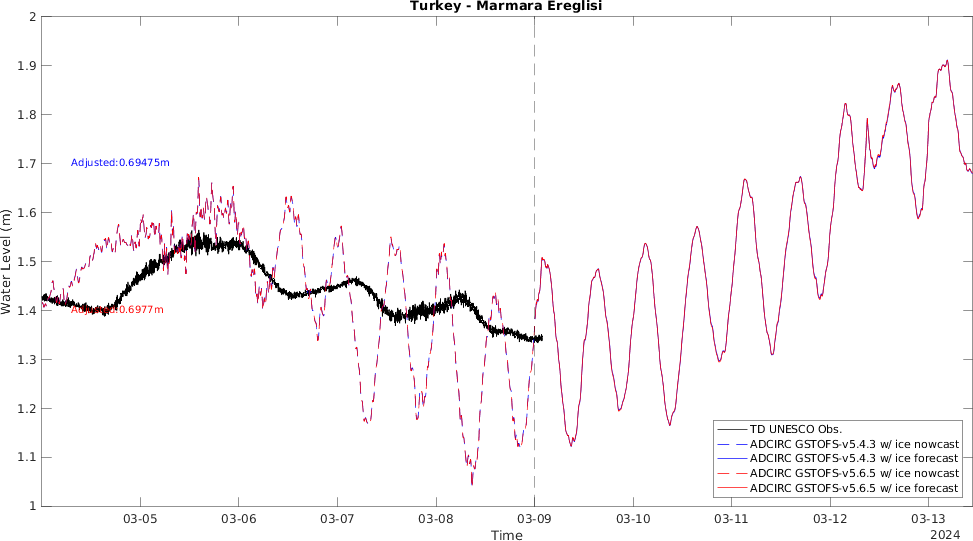 Turkey - Marmara Ereglisi
2
1.9
1.8
1.7
1.6
1.5
1.4
1.3
1.2
1.1
1
Water Level (m)
Adjusted:0.69475m
Adjusted:0.6977m
TD UNESCO Obs.
ADCIRC GSTOFS-v5.4.3 w/ ice nowcast
ADCIRC GSTOFS-v5.4.3 w/ ice forecast
ADCIRC GSTOFS-v5.6.5 w/ ice nowcast
ADCIRC GSTOFS-v5.6.5 w/ ice forecast
03-05 03-06 03-07 03-08 03-09 03-10 03-11 03-12 03-13
Time
2024